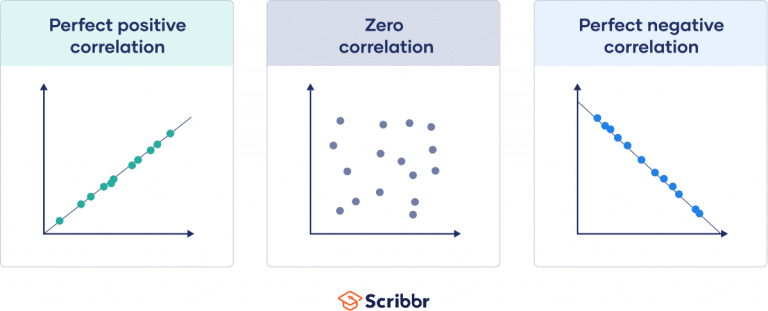 Perfect positive
correlation
Zero
correlation
Perfect negative
correlation
Scribbr